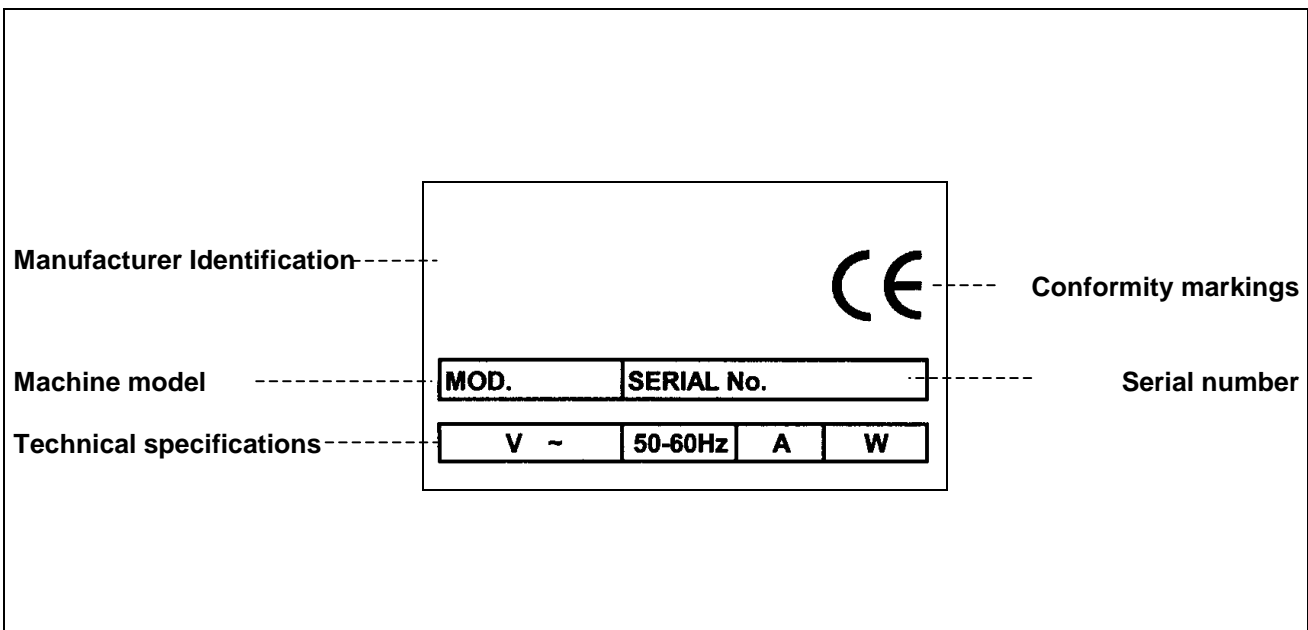 Manufacturer Identification
CE
Conformity markings
Machine model
MOD.
SERIAL No.
Serial number
Technical specifications
V ~
50-60Hz
A
W